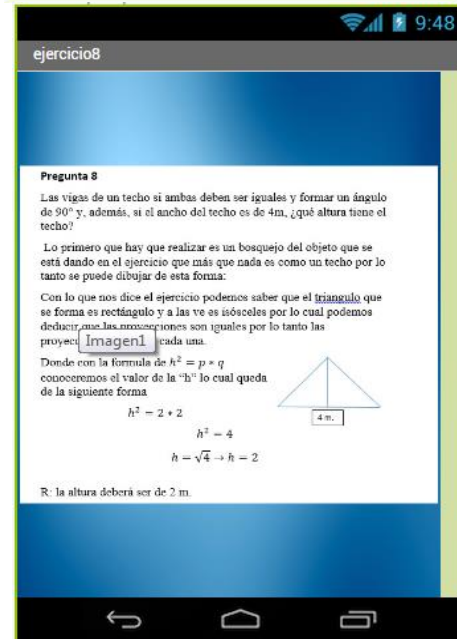 9:48
ejercicio8
Pregunta 8
Las vigas de un techo si ambas deben ser iguales y formar un ángulo
de 90° y, además, si el ancho del techo es de 4m, ¿qué altura tiene el
techo?
Lo primero que hay que realizar es un bosquejo del objeto que se
está dando en el ejercicio que más que nada es como un techo por lo
tanto se puede dibujar de esta forma:
Con lo que nos dice el ejercicio podemos saber que el triangulo que
se forma es rectángulo y a las ve es isósceles por lo cual podemos
deducir que las proyecciones son iguales por lo tanto las
cada una.
Imagen1
Donde con la formula de h² = p * q
conoceremos el valor de la “h” lo cual queda
de la siguiente forma
h² = 2 * 2
h² = 4
h = √4 → h = 2
4 m.
R: la altura deberá ser de 2 m.